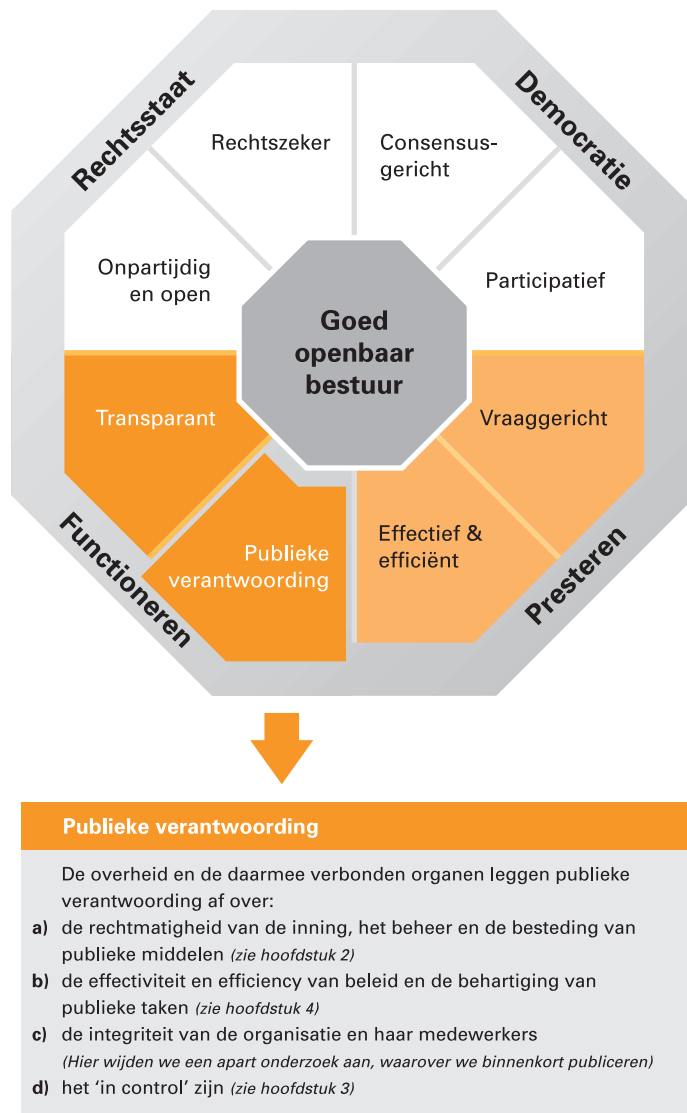 Rechtsstaat
Democratie
Rechtszeker
Consensus-
gericht
Onpartijdig
en open
Participatief
Goed
openbaar
bestuur
Transparant
Vraaggericht
Publieke
verantwoording
Effectief &
efficiënt
Functioneren
Presteren
Publieke verantwoording
De overheid en de daarmee verbonden organen leggen publieke
verantwoording af over:
a) de rechtmatigheid van de inning, het beheer en de besteding van
publieke middelen (zie hoofdstuk 2)
b) de effectiviteit en efficiency van beleid en de behartiging van
publieke taken (zie hoofdstuk 4)
c) de integriteit van de organisatie en haar medewerkers
(Hier wijden we een apart onderzoek aan, waarover we binnenkort publiceren)
d) het ‘in control’ zijn (zie hoofdstuk 3)